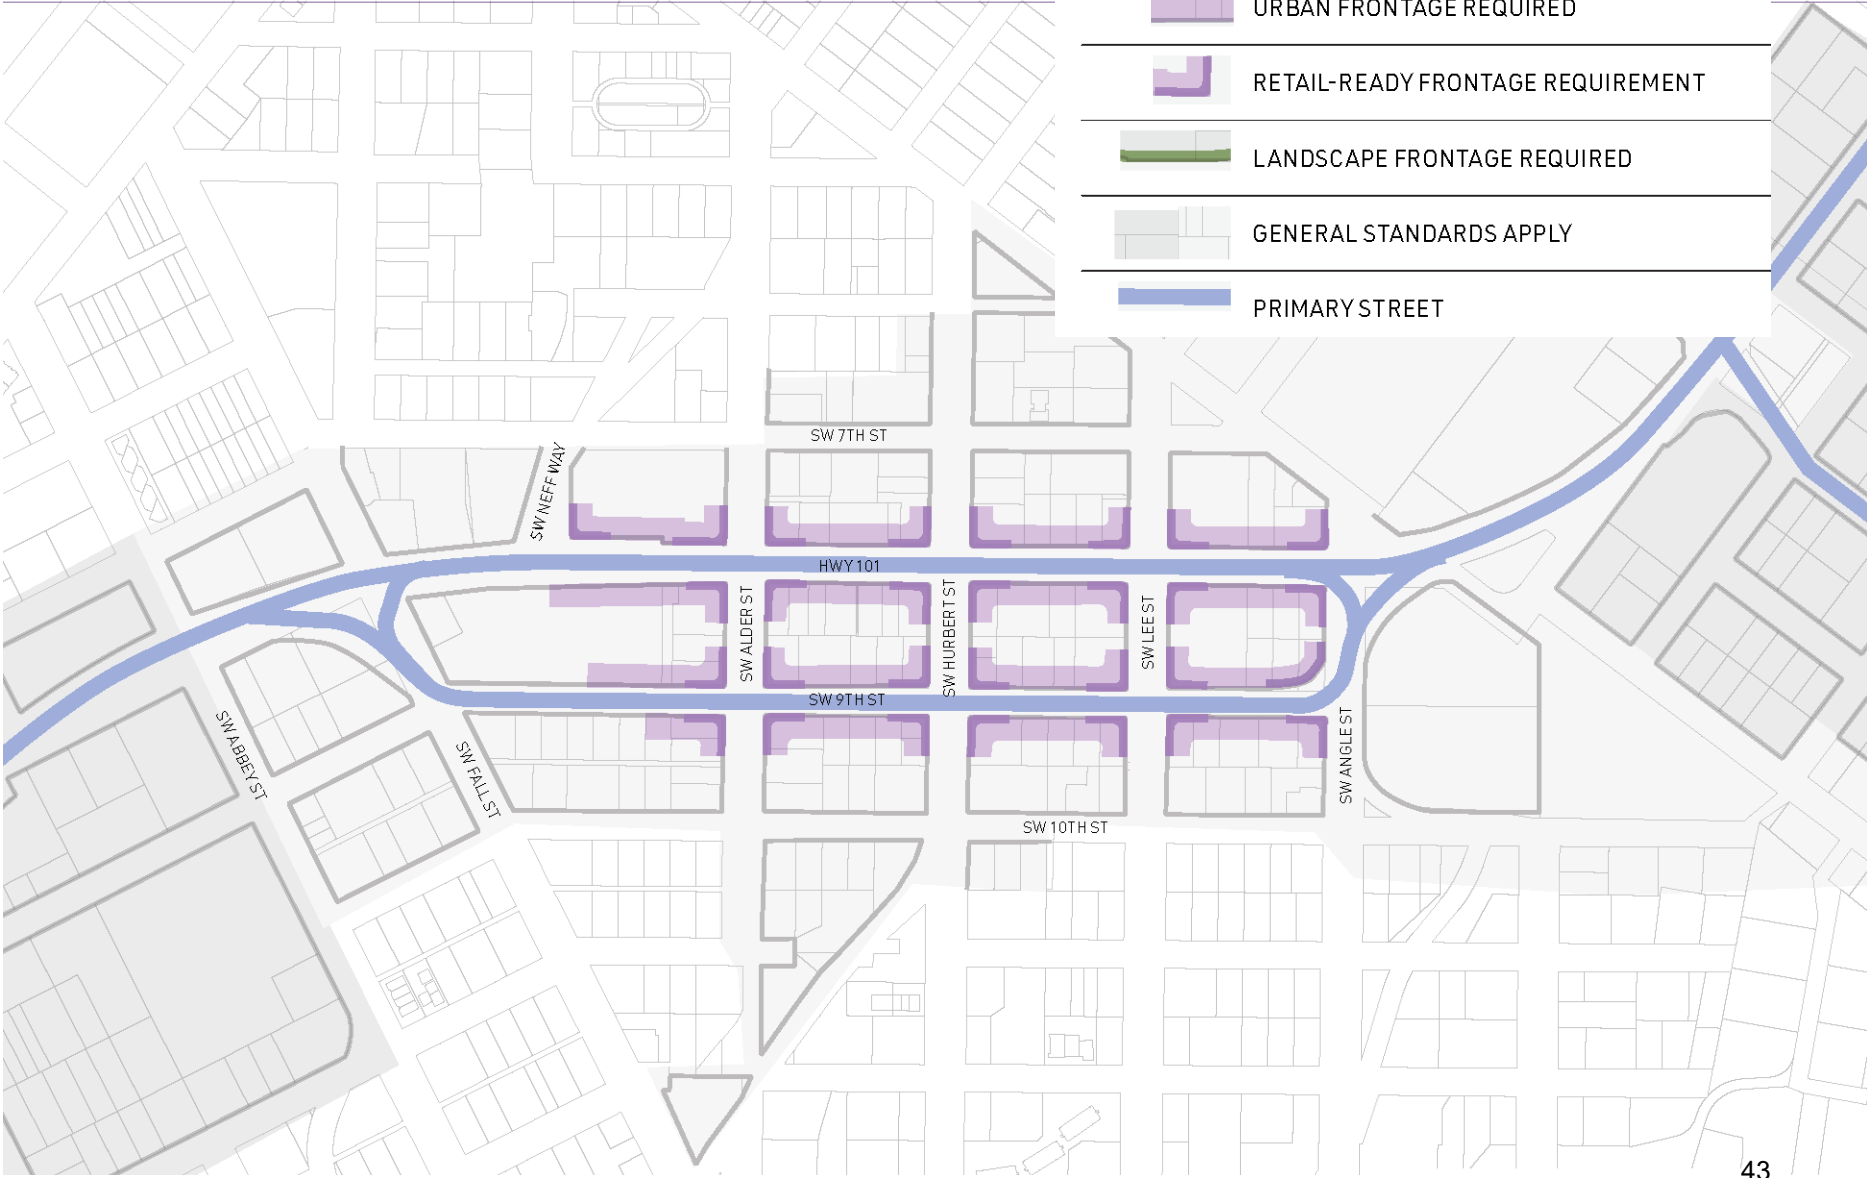 URBAN FRONTAGE REQUIRED
RETAIL-READY FRONTAGE REQUIREMENT
LANDSCAPE FRONTAGE REQUIRED
GENERAL STANDARDS APPLY
PRIMARY STREET
SW 7TH ST
SW NEFF WAY
HWY 101
SW ALDER ST
SW HURBERT ST
SW LEE ST
SW 9TH ST
SW ABBEY ST
SW FALL ST
SW ANGLE ST
SW 10TH ST
43